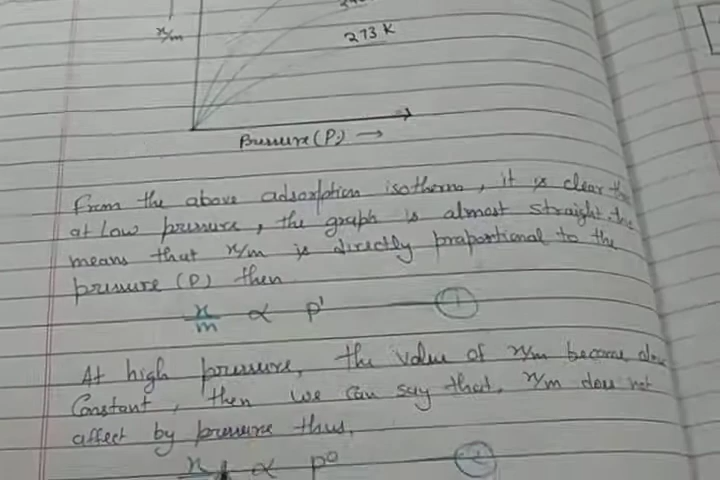 x/m
273 K
Pressure (P) →
From the above adsorption isotherm, it is clear
at low pressure, the graph is almost straight
means that x/m is directly proportional to the
pressure (P) then
x/m ∝ P¹ — ①
At high pressure, the value of x/m become
Constant, then we can say that, x/m does not
affect by pressure thus,
x ∝ P⁰ — ②